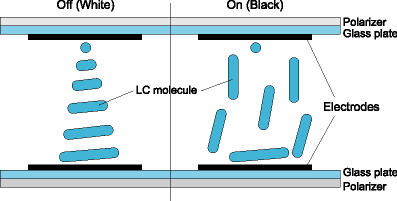 Off (White)
On (Black)
Polarizer
Glass plate
LC molecule
Electrodes
Glass plate
Polarizer